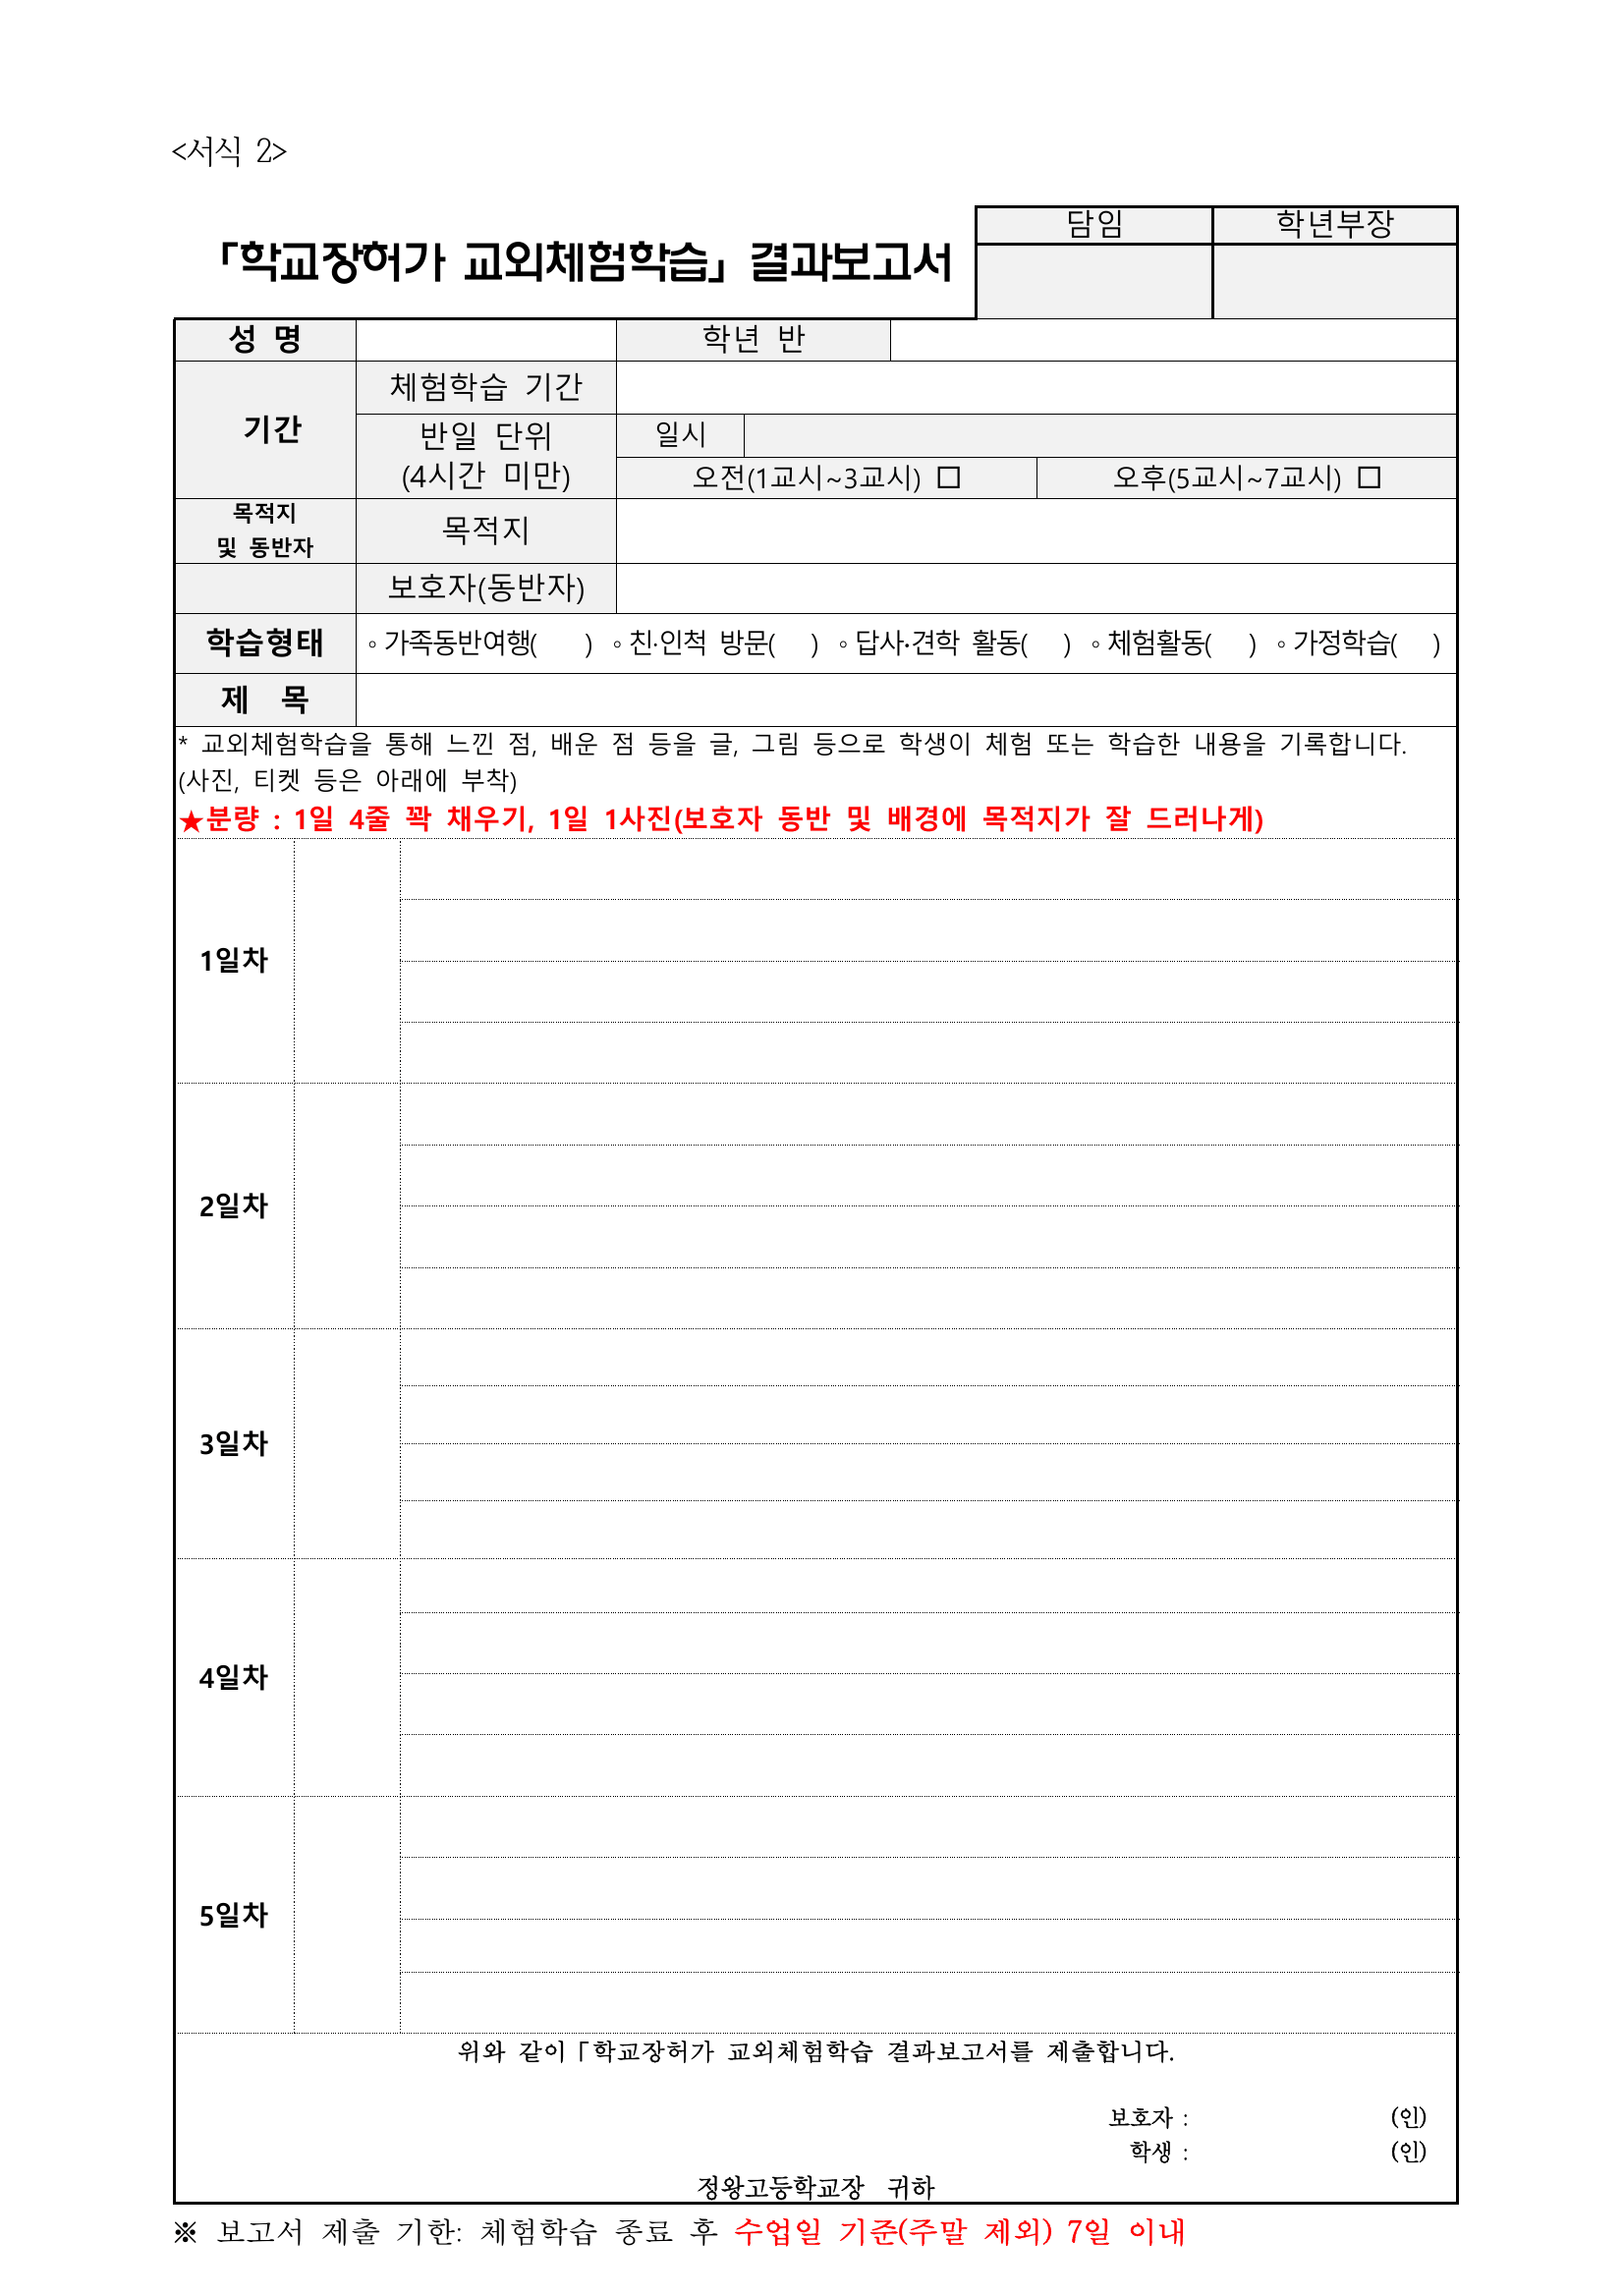 <서식 2>
「학교장허가 교외체험학습」 결과보고서
담임 학년부장
성 명 학년 반
기간
체험학습 기간
반일 단위
(4시간 미만)
일시
오전(1교시~3교시) □ 오후(5교시~7교시) □
목적지
및 동반자
목적지
보호자(동반자)
학습형태 ◦가족동반여행( ) ◦친·인척 방문( ) ◦답사·견학 활동( ) ◦체험활동( ) ◦가정학습( )
제 목
* 교외체험학습을 통해 느낀 점, 배운 점 등을 글, 그림 등으로 학생이 체험 또는 학습한 내용을 기록합니다.
(사진, 티켓 등은 아래에 부착)
★분량 : 1일 4줄 꽉 채우기, 1일 1사진(보호자 동반 및 배경에 목적지가 잘 드러나게)
1일차
2일차
3일차
4일차
5일차
위와 같이「학교장허가 교외체험학습 결과보고서를 제출합니다.
보호자 : (인)
학생 : (인)
정왕고등학교장 귀하
※ 보고서 제출 기한: 체험학습 종료 후 수업일 기준(주말 제외) 7일 이내